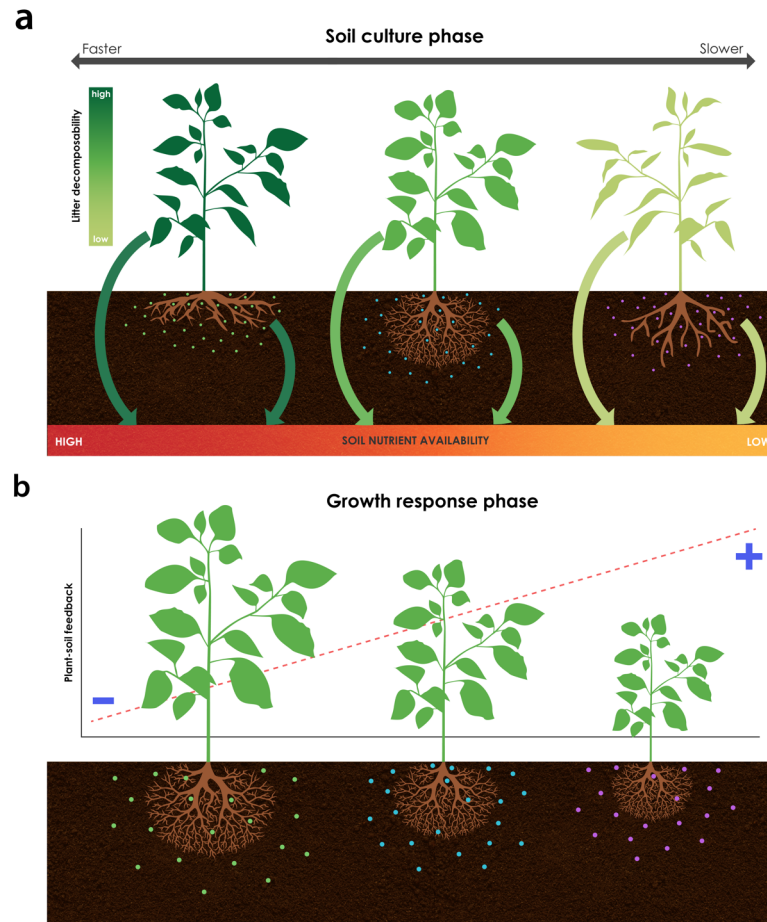 a
Soil culture phase
Faster
Slower
high
Litter decomposability
low
HIGH
SOIL NUTRIENT AVAILABILITY
LOW
b
Growth response phase
Plant-soil feedback
−
+